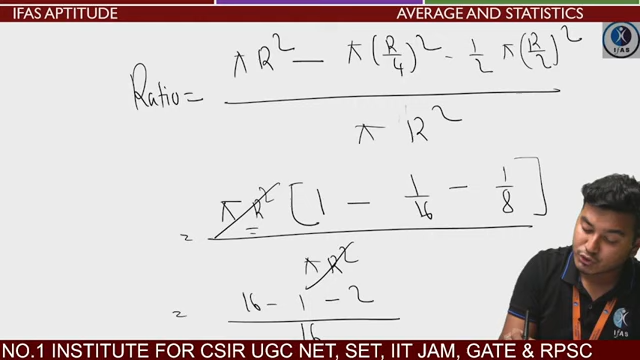 IFAS APTITUDE
AVERAGE AND STATISTICS
Ratio = (πR² − π(R/4)² − 1/2 π(R/2)²) / πR²
IFAS
= πR² [1 − 1/16 − 1/8] / πR²
= (16 − 1 − 2) / 16
NO.1 INSTITUTE FOR CSIR UGC NET, SET, IIT JAM, GATE & RPSC